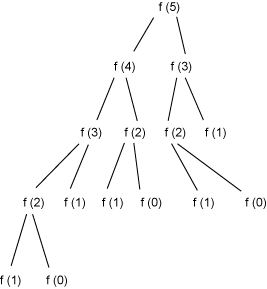 f (5)
f (4) f (3)
f (3) f (2) f (2) f (1)
f (2) f (1) f (1) f (0) f (1) f (0)
f (1) f (0)